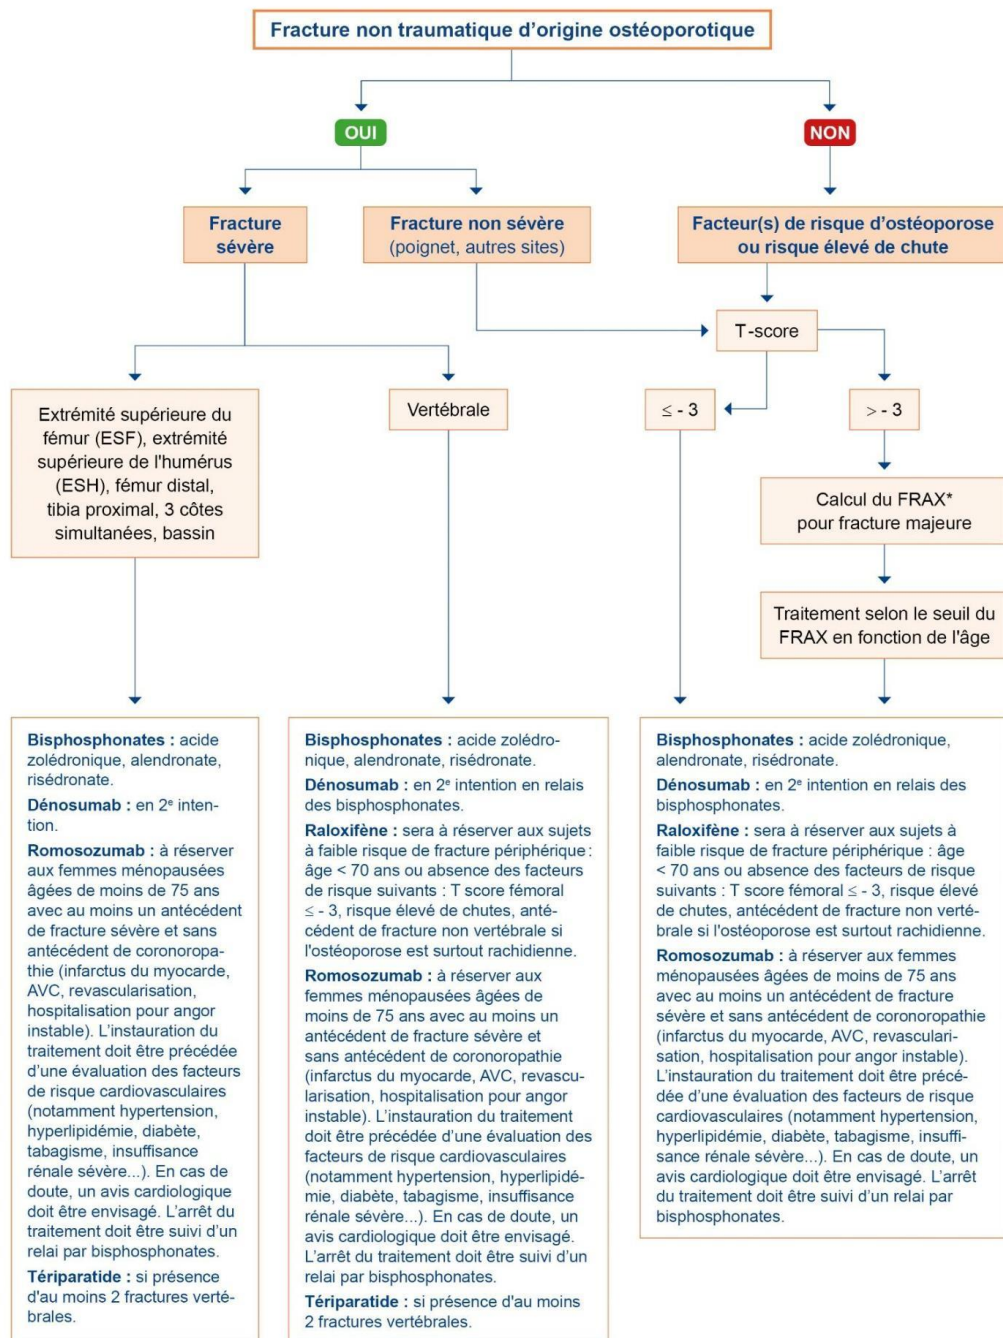 Fracture non traumatique d'origine ostéoporotique
OUI
NON
Fracture
sévère
Fracture non sévère
(poignet, autres sites)
Facteur(s) de risque d'ostéoporose
ou risque élevé de chute
T-score
Extrémité supérieure du
fémur (ESF), extrémité
supérieure de l'humérus
(ESH), fémur distal,
tibia proximal, 3 côtes
simultanées, bassin
Vertébrale
≤ - 3
> - 3
Calcul du FRAX*
pour fracture majeure
Traitement selon le seuil du
FRAX en fonction de l'âge
Bisphosphonates : acide
zolédronique, alendronate,
risédronate.
Dénosumab : en 2e inten-
tion.
Romosozumab : à réserver
aux femmes ménopausées
âgées de moins de 75 ans
avec au moins un antécédent
de fracture sévère et sans
antécédent de coronoropa-
thie (infarctus du myocarde,
AVC, revascularisation,
hospitalisation pour angor
instable). L'instauration du
traitement doit être précédée
d'une évaluation des facteurs
de risque cardiovasculaires
(notamment hypertension,
hyperlipidémie, diabète,
tabagisme, insuffisance
rénale sévère...). En cas de
doute, un avis cardiologique
doit être envisagé. L'arrêt du
traitement doit être suivi d'un
relai par bisphosphonates.
Tériparatide : si présence
d'au moins 2 fractures verté-
brales.
Bisphosphonates : acide zolédro-
nique, alendronate, risédronate.
Dénosumab : en 2e intention en relais
des bisphosphonates.
Raloxifène : sera à réserver aux sujets
à faible risque de fracture périphérique :
âge < 70 ans ou absence des facteurs
de risque suivants : T score fémoral
≤ - 3, risque élevé de chutes, anté-
cédent de fracture non vertébrale si
l'ostéoporose est surtout rachidienne.
Romosozumab : à réserver aux
femmes ménopausées âgées de
moins de 75 ans avec au moins un
antécédent de fracture sévère et
sans antécédent de coronoropathie
(infarctus du myocarde, AVC, revascu-
larisation, hospitalisation pour angor
instable). L'instauration du traitement
doit être précédée d'une évaluation des
facteurs de risque cardiovasculaires
(notamment hypertension, hyperlipidé-
mie, diabète, tabagisme, insuffisance
rénale sévère...). En cas de doute, un
avis cardiologique doit être envisagé.
L'arrêt du traitement doit être suivi d'un
relai par bisphosphonates.
Tériparatide : si présence d'au moins
2 fractures vertébrales.
Bisphosphonates : acide zolédronique,
alendronate, risédronate.
Dénosumab : en 2e intention en relais des
bisphosphonates.
Raloxifène : sera à réserver aux sujets à
faible risque de fracture périphérique : âge
< 70 ans ou absence des facteurs de risque
suivants : T score fémoral ≤ - 3, risque élevé
de chutes, antécédent de fracture non verté-
brale si l'ostéoporose est surtout rachidienne.
Romosozumab : à réserver aux femmes
ménopausées âgées de moins de 75 ans
avec au moins un antécédent de fracture
sévère et sans antécédent de coronoropathie
(infarctus du myocarde, AVC, revasculari-
sation, hospitalisation pour angor instable).
L'instauration du traitement doit être précé-
dée d'une évaluation des facteurs de risque
cardiovasculaires (notamment hypertension,
hyperlipidémie, diabète, tabagisme, insuffi-
sance rénale sévère...). En cas de doute, un
avis cardiologique doit être envisagé. L'arrêt
du traitement doit être suivi d'un relai par
bisphosphonates.